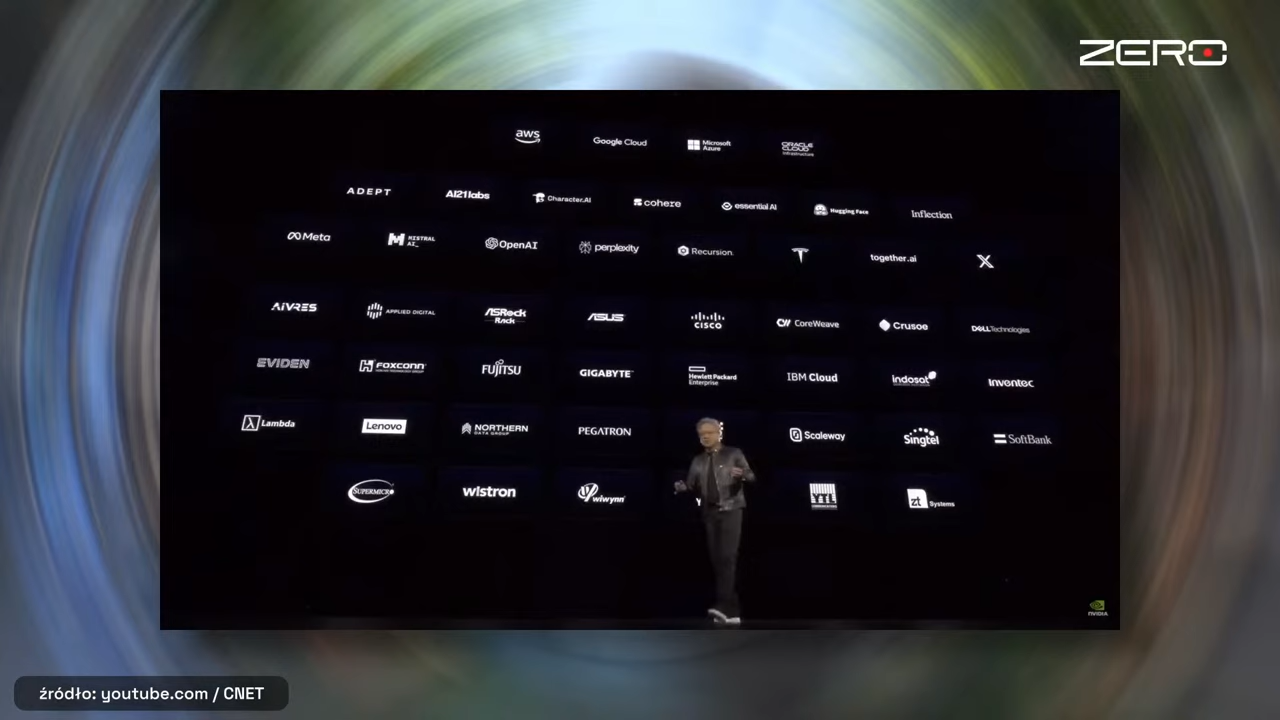 ZERO
aws
Google Cloud
Microsoft Azure
ORACLE CLOUD Infrastructure
ADEPT
AI21labs
Character.AI
cohere
essential AI
Hugging Face
Inflection
Meta
MISTRAL AI_
OpenAI
perplexity
Recursion
T
together.ai
X
AIVRES
APPLIED DIGITAL
ASRock Rack
ASUS
CISCO
CoreWeave
Crusoe
DELLTechnologies
EVIDEN
FOXCONN
FUJITSU
GIGABYTE
Hewlett Packard Enterprise
IBM Cloud
indosat
inventec
Lambda
Lenovo
NORTHERN DATA GROUP
PEGATRON
Scaleway
Singtel
SoftBank
SUPERMICRO
wistron
wiwynn
Y
zt Systems
NVIDIA
źródło: youtube.com / CNET